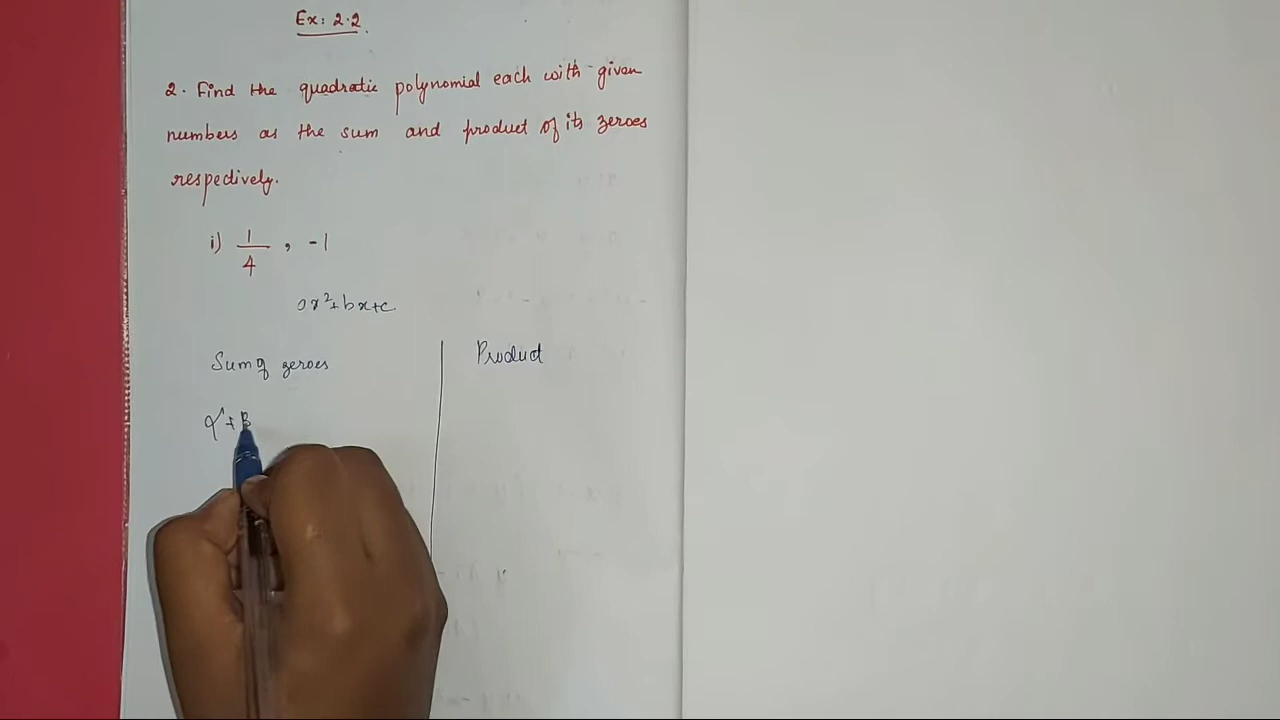 Ex: 2.2
2. Find the quadratic polynomial each with given
numbers as the sum and product of its zeroes
respectively.
i) 1/4 , -1
ax²+bx+c
Sum of zeroes
Product
α + β